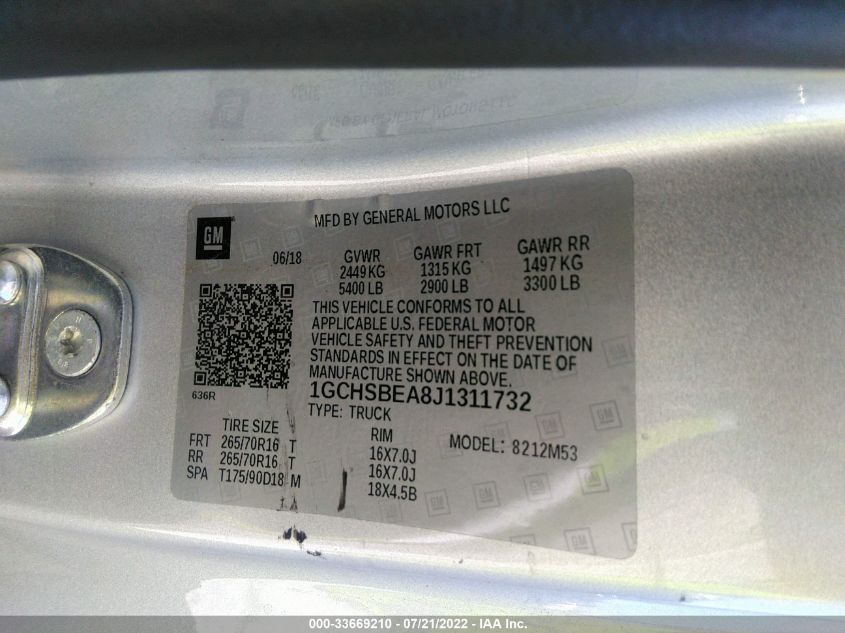 MFD BY GENERAL MOTORS LLC
GM
06/18 GVWR GAWR FRT GAWR RR
2449 KG 1315 KG 1497 KG
5400 LB 2900 LB 3300 LB
THIS VEHICLE CONFORMS TO ALL
APPLICABLE U.S. FEDERAL MOTOR
VEHICLE SAFETY AND THEFT PREVENTION
STANDARDS IN EFFECT ON THE DATE OF
MANUFACTURE SHOWN ABOVE.
636R
1GCHSBEA8J1311732
TYPE: TRUCK
TIRE SIZE RIM MODEL: 8212M53
FRT 265/70R16 T 16X7.0J
RR 265/70R16 T 16X7.0J
SPA T175/90D18 M 18X4.5B
000-33669210 - 07/21/2022 - IAA Inc.